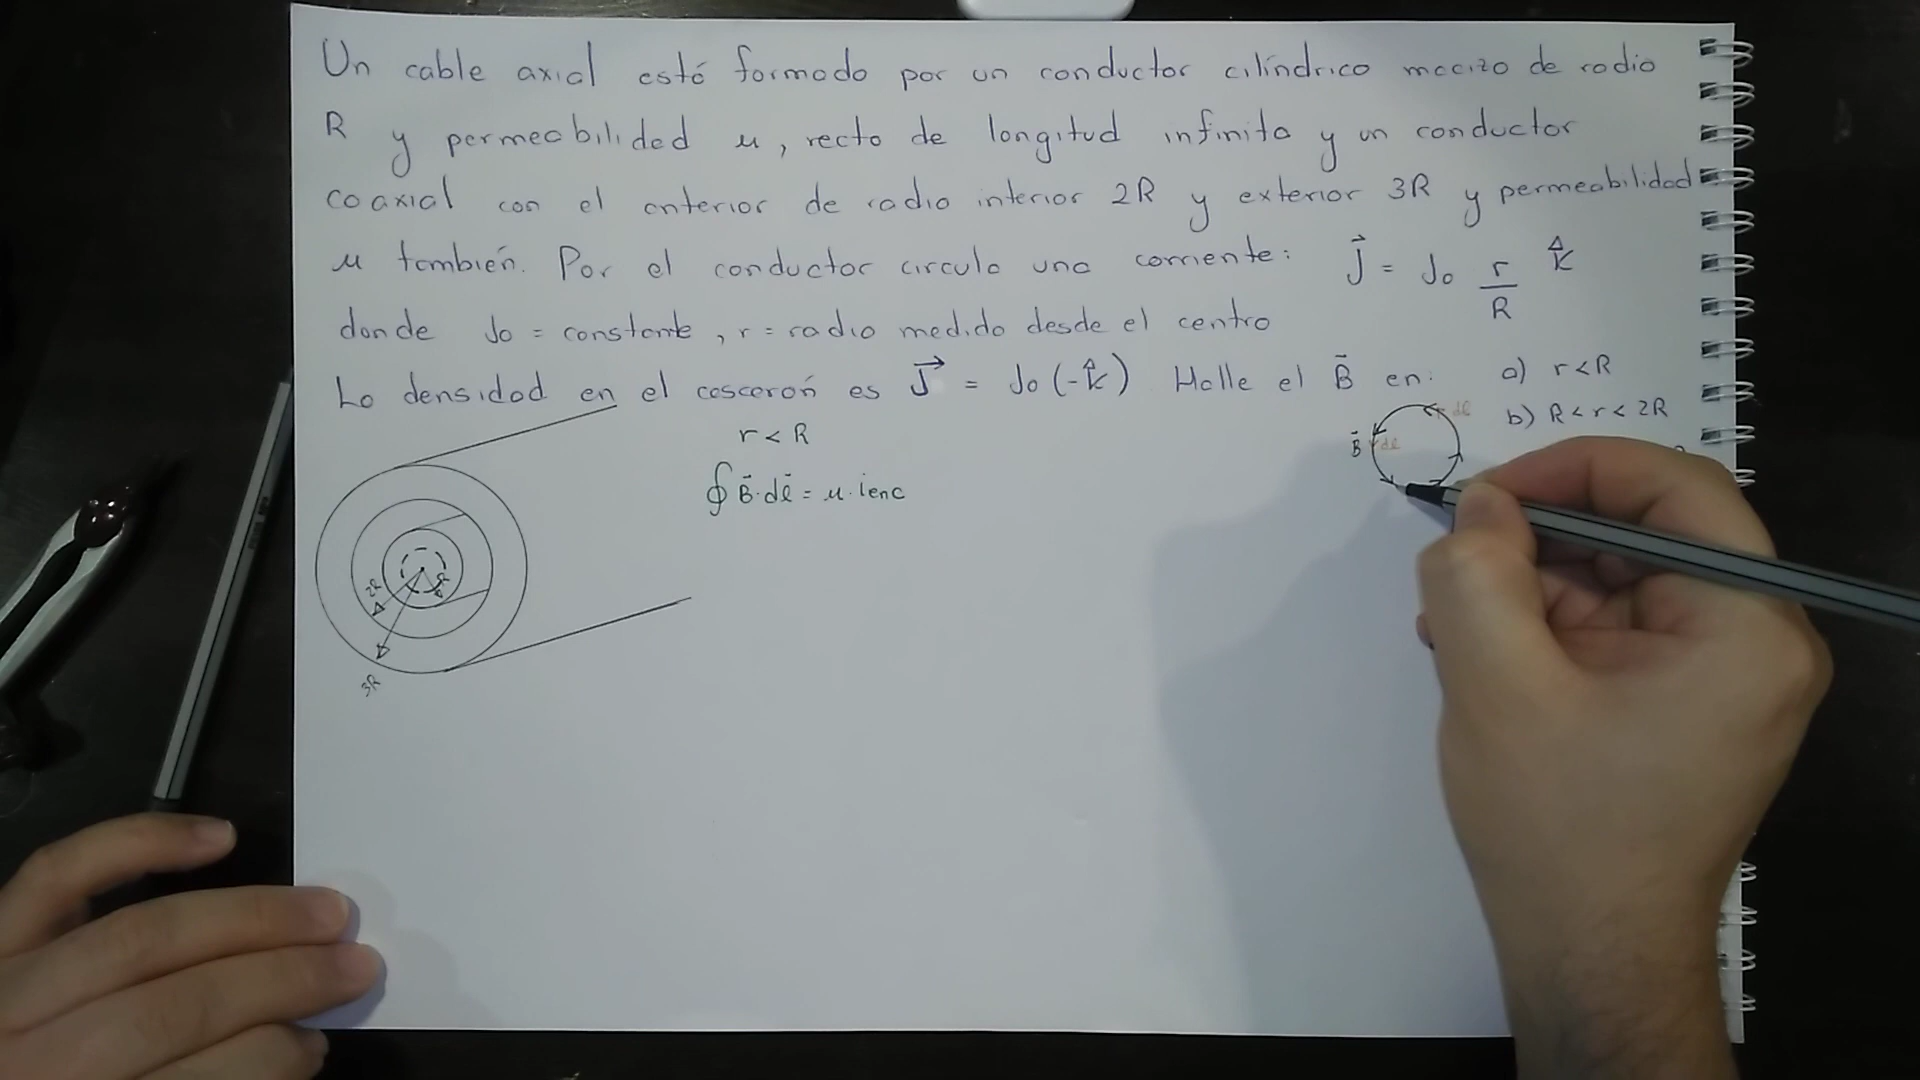 Un cable axial está formado por un conductor cilíndrico macizo de radio
R y permeabilidad μ, recto de longitud infinita y un conductor
coaxial con el anterior de radio interior 2R y exterior 3R y permeabilidad
μ también. Por el conductor circula una corriente: J⃗ = J₀ r/R k̂
donde J₀ = constante, r = radio medido desde el centro
La densidad en el cascarón es J⃗ = J₀ (-k̂) Halle el B⃗ en: a) r<R
b) R<r<2R
r<R
∮ B⃗·dℓ⃗ = μ·ienc
B⃗
dℓ
dℓ
2R
R
3R